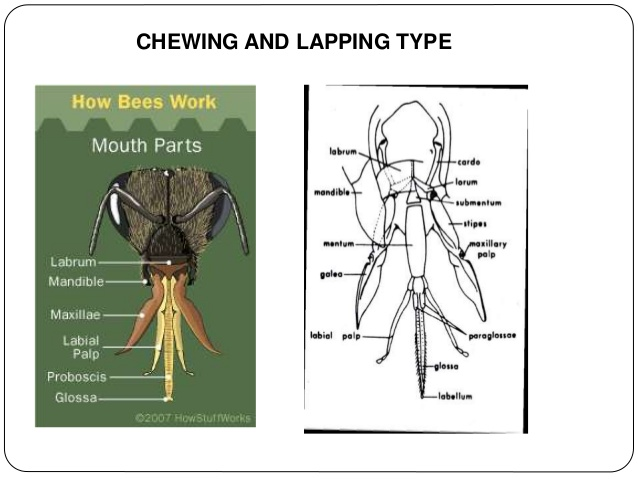 CHEWING AND LAPPING TYPE
How Bees Work
Mouth Parts
Labrum
Mandible
Maxillae
Labial
Palp
Proboscis
Glossa
©2007 HowStuffWorks
labrum
cardo
mandible
lorum
submentum
stipes
mentum
maxillary
palp
galea
labial palp
paraglossae
glossa
labellum